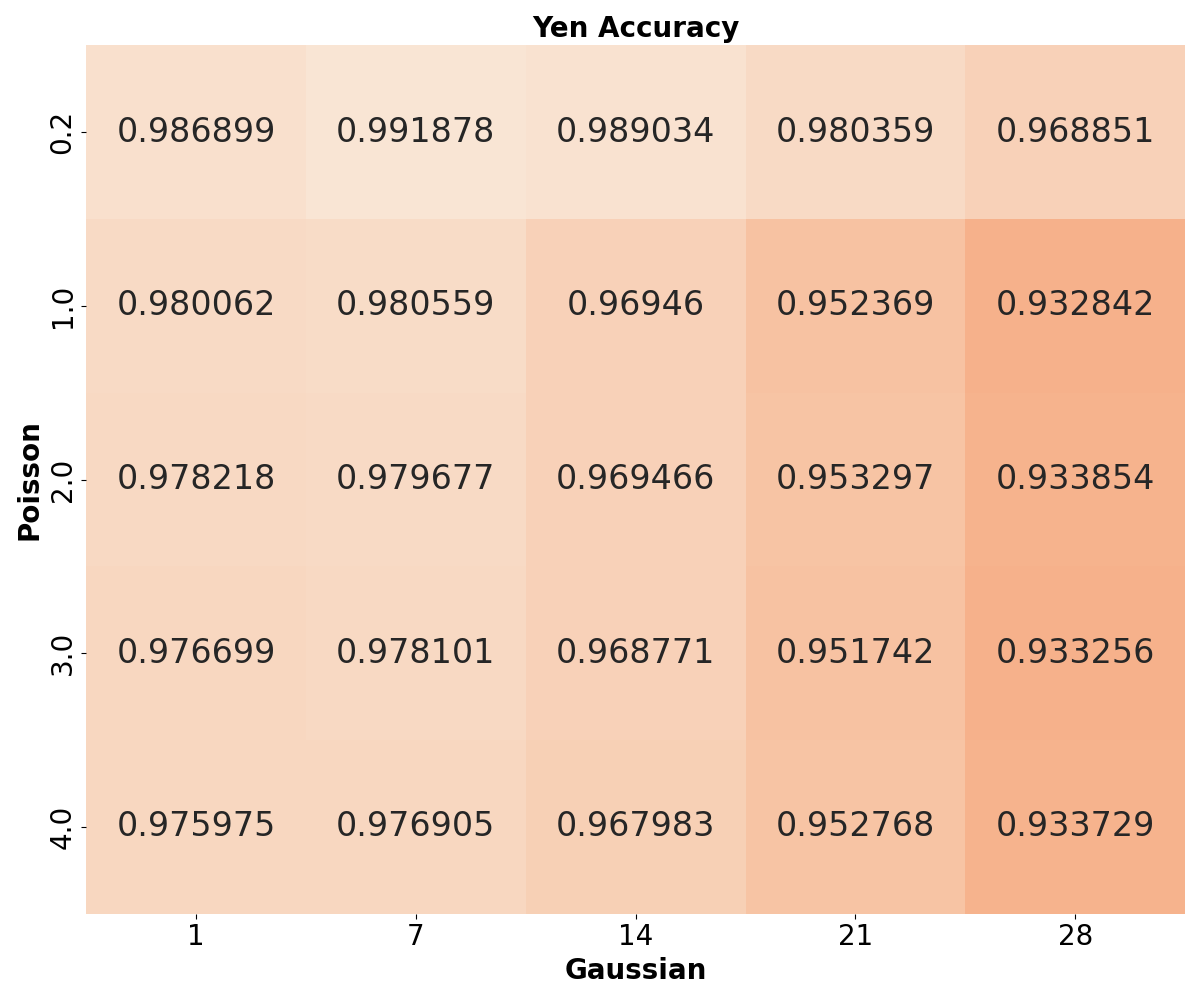 Yen Accuracy
0.2 0.986899 0.991878 0.989034 0.980359 0.968851
1.0 0.980062 0.980559 0.96946 0.952369 0.932842
2.0 0.978218 0.979677 0.969466 0.953297 0.933854
3.0 0.976699 0.978101 0.968771 0.951742 0.933256
4.0 0.975975 0.976905 0.967983 0.952768 0.933729
Poisson
1 7 14 21 28
Gaussian